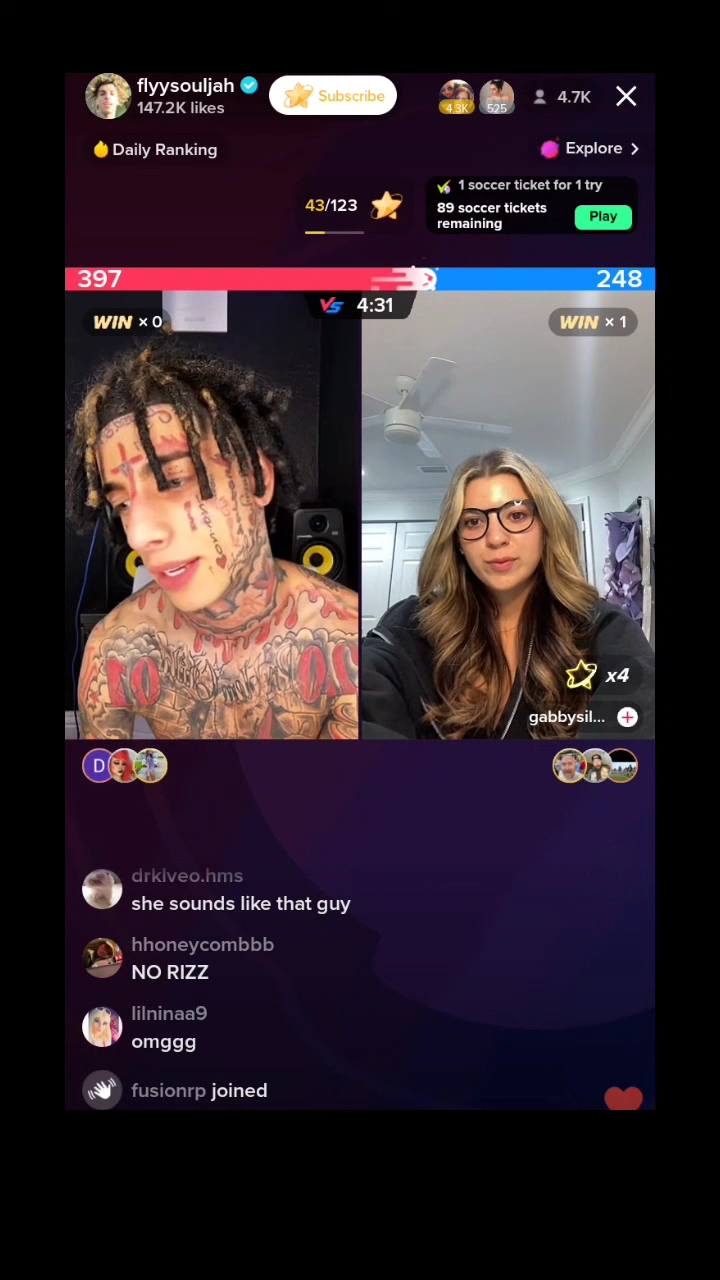 flyysouljah
147.2K likes
Subscribe
4.3K
525
4.7K
Daily Ranking
Explore
43/123
1 soccer ticket for 1 try
89 soccer tickets
remaining
Play
397
248
VS 4:31
WIN × 0
WIN × 1
x4
gabbysil...
D
drklveo.hms
she sounds like that guy
hhoneycombbb
NO RIZZ
lilninaa9
omggg
fusionrp joined